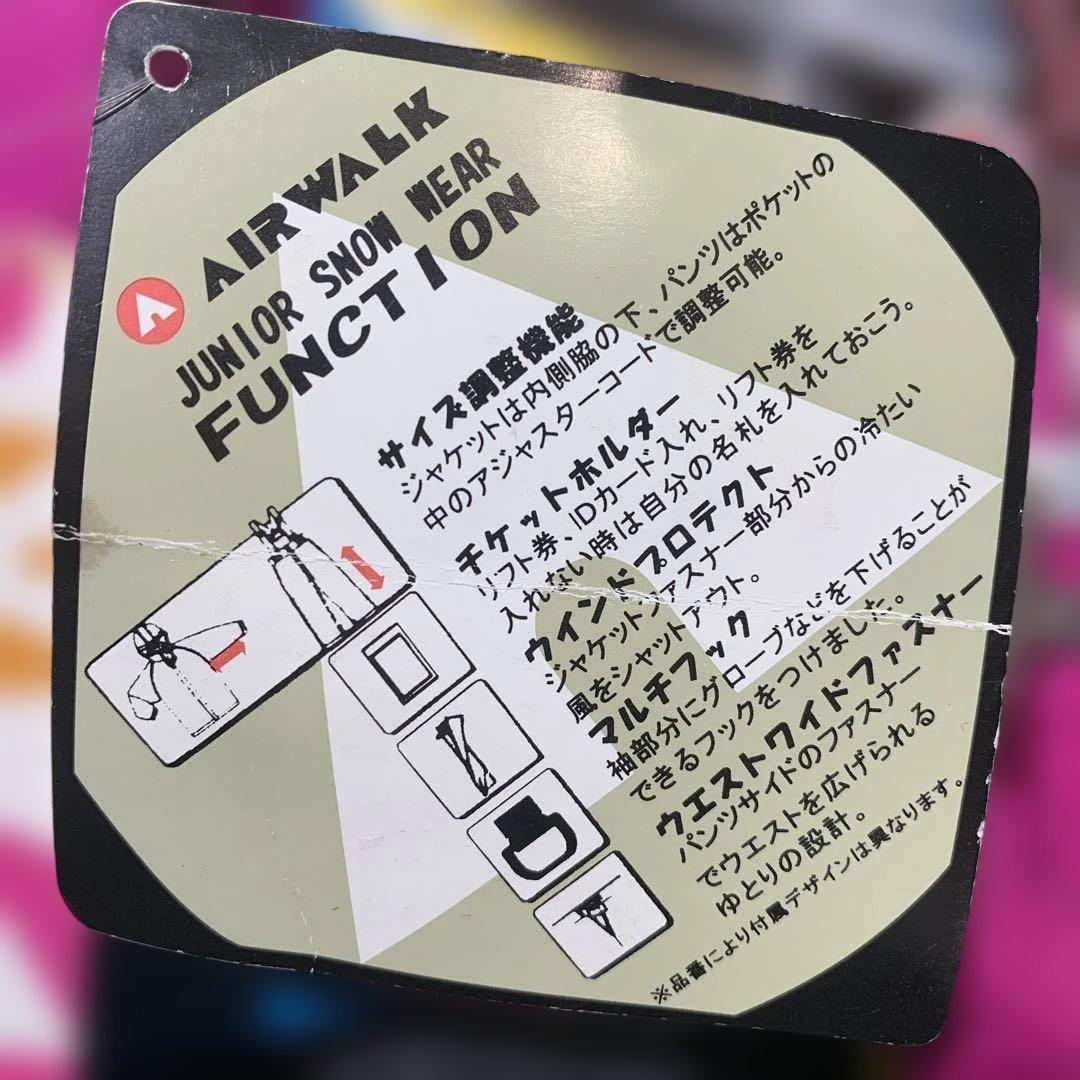 AIRWALK
JUNIOR SNOW WEAR
FUNCTION
サイズ調整機能
ジャケットは内側脇の下、パンツはポケットの
中のアジャスターコードで調整可能。
チケットホルダー
リフト券、IDカード入れ、リフト券を
入れない時は自分の名札を入れておこう。
ウインドプロテクト
ジャケットファスナー部分からの冷たい
風をシャットアウト。
マルチフック
袖部分にグローブなどを下げることが
できるフックをつけました。
ウエストワイドファスナー
パンツサイドのファスナー
でウエストを広げられる
ゆとりの設計。
※品番により付属デザインは異なります。